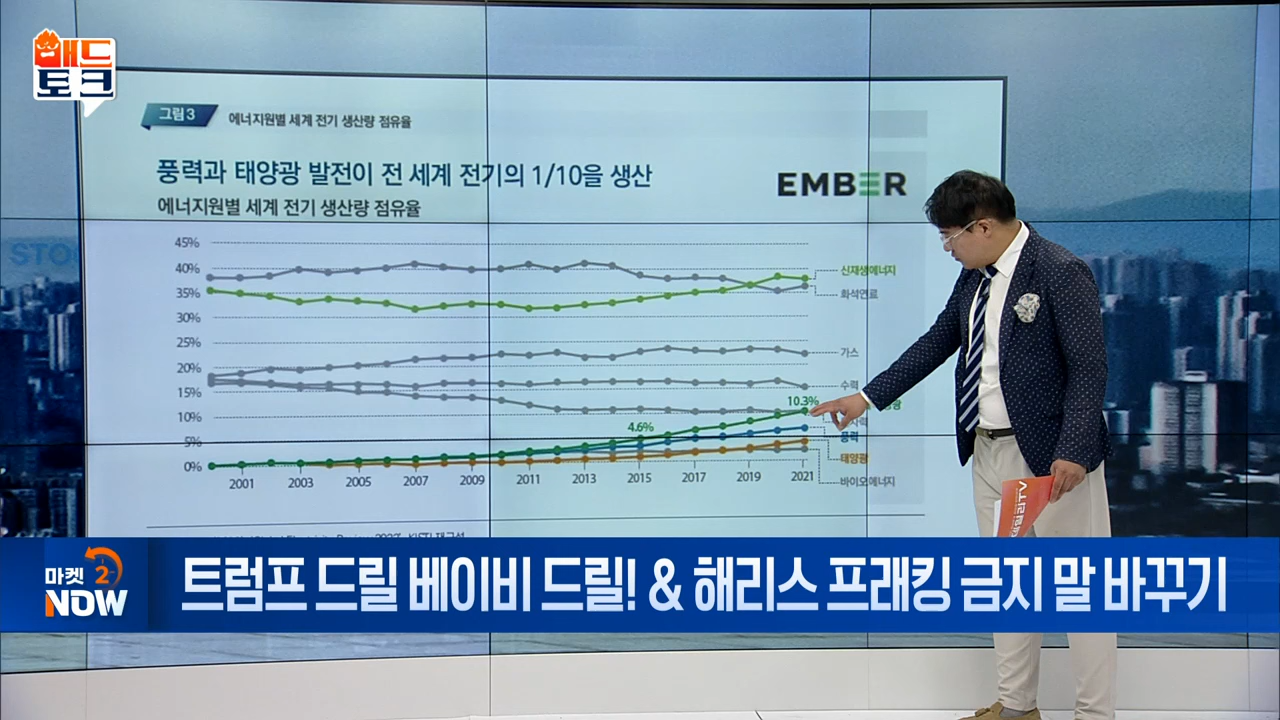 매드
토크
그림 3
에너지원별 세계 전기 생산량 점유율
풍력과 태양광 발전이 전 세계 전기의 1/10을 생산
에너지원별 세계 전기 생산량 점유율
EMBER
STO
45%
40%
35%
30%
25%
20%
15%
10%
5%
0%
신재생에너지
화석연료
가스
수력
10.3%
광
4.6%
풍력
태양광
바이오에너지
2001 2003 2005 2007 2009 2011 2013 2015 2017 2019 2021
마켓 2
NOW
트럼프 드릴 베이비 드릴! & 해리스 프래킹 금지 말 바꾸기